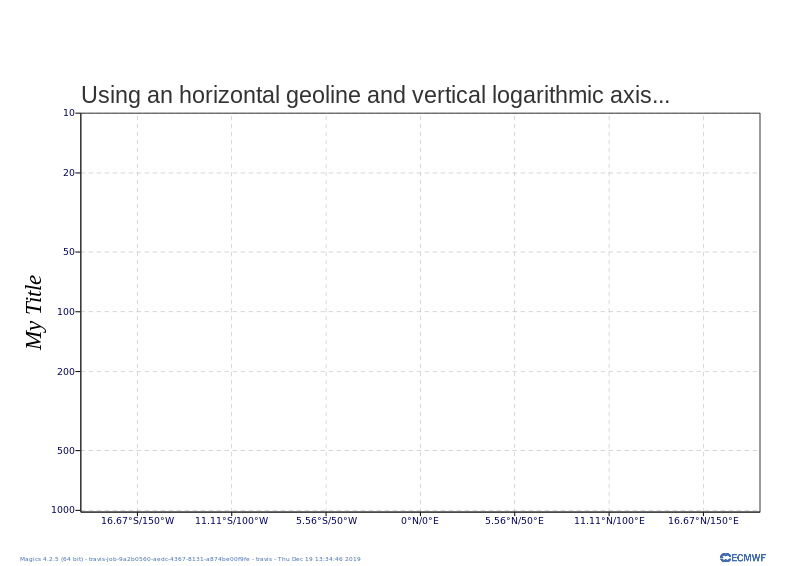 Using an horizontal geoline and vertical logarithmic axis...
10
20
50
100
200
500
1000
My Title
16.67°S/150°W 11.11°S/100°W 5.56°S/50°W 0°N/0°E 5.56°N/50°E 11.11°N/100°E 16.67°N/150°E
Magics 4.2.5 (64 bit) - travis-job-9a2b0560-aedc-4367-8131-a874be00f9fe - travis - Thu Dec 19 13:34:46 2019
ECMWF